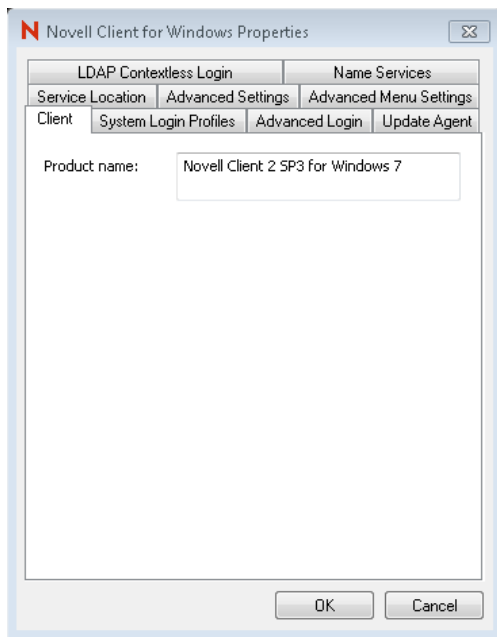 Novell Client for Windows Properties
LDAP Contextless Login Name Services
Service Location Advanced Settings Advanced Menu Settings
Client System Login Profiles Advanced Login Update Agent
Product name: Novell Client 2 SP3 for Windows 7
OK Cancel